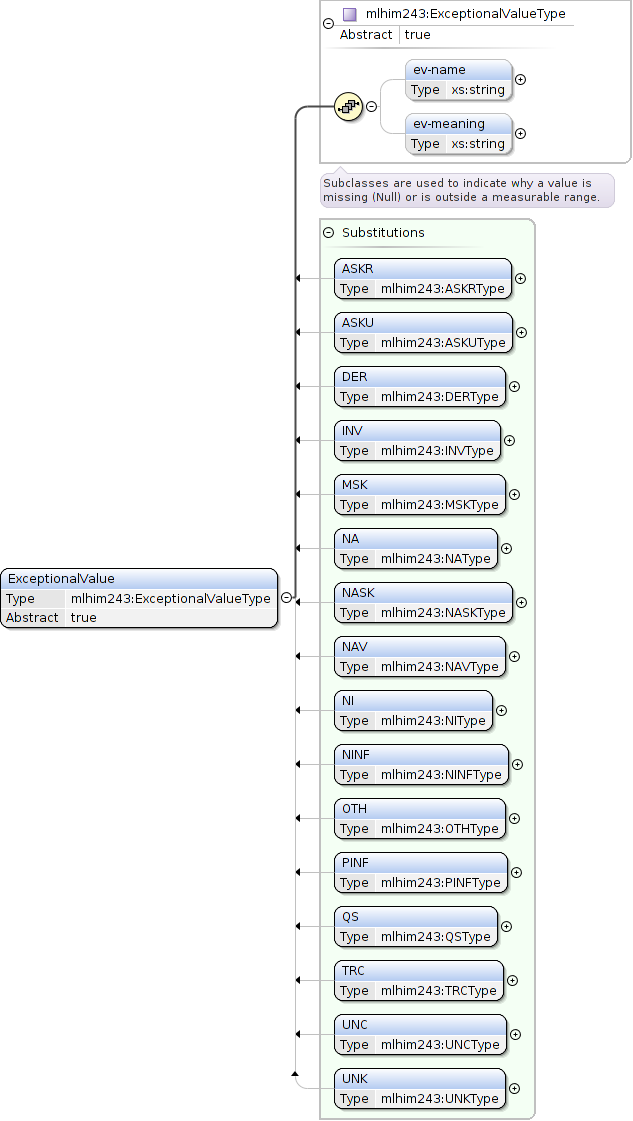 mlhim243:ExceptionalValueType
Abstract true
ev-name
Type xs:string
ev-meaning
Type xs:string
Subclasses are used to indicate why a value is
missing (Null) or is outside a measurable range.
Substitutions
ASKR
Type mlhim243:ASKRType
ASKU
Type mlhim243:ASKUType
DER
Type mlhim243:DERType
INV
Type mlhim243:INVType
MSK
Type mlhim243:MSKType
NA
Type mlhim243:NAType
ExceptionalValue
Type mlhim243:ExceptionalValueType
Abstract true
NASK
Type mlhim243:NASKType
NAV
Type mlhim243:NAVType
NI
Type mlhim243:NIType
NINF
Type mlhim243:NINFType
OTH
Type mlhim243:OTHType
PINF
Type mlhim243:PINFType
QS
Type mlhim243:QSType
TRC
Type mlhim243:TRCType
UNC
Type mlhim243:UNCType
UNK
Type mlhim243:UNKType